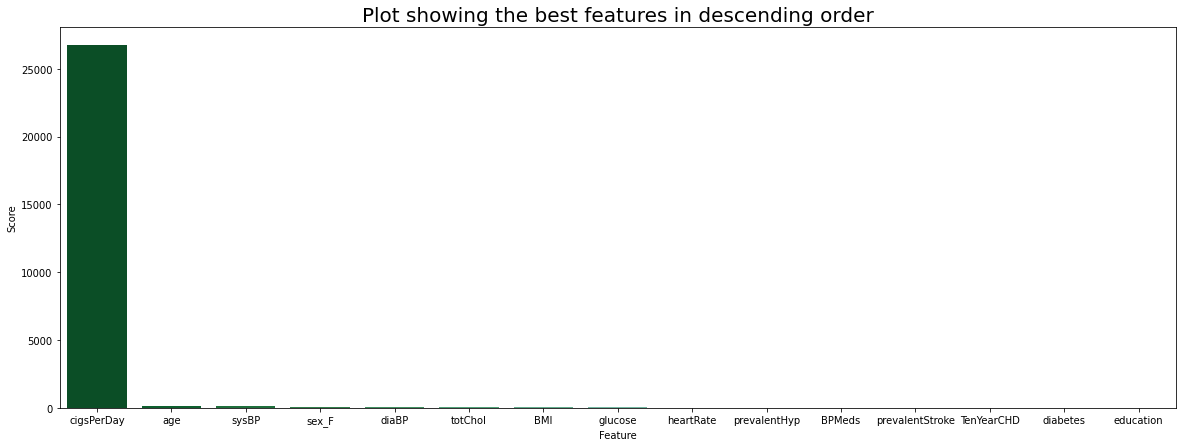 Plot showing the best features in descending order
Score
25000
20000
15000
10000
5000
0
cigsPerDay age sysBP sex_F diaBP totChol BMI glucose heartRate prevalentHyp BPMeds prevalentStroke TenYearCHD diabetes education
Feature